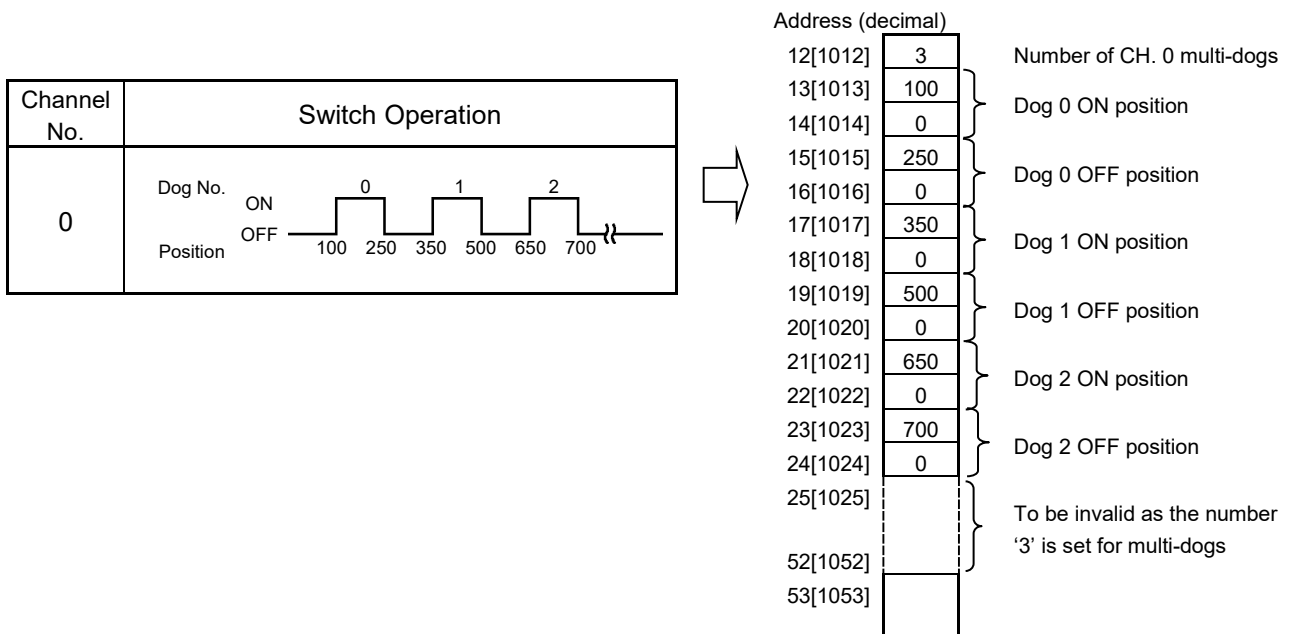 Channel No.
Switch Operation
0
Dog No.
0 1 2
ON
OFF
Position
100 250 350 500 650 700
Address (decimal)
12[1012] 3 Number of CH. 0 multi-dogs
13[1013] 100
Dog 0 ON position
14[1014] 0
15[1015] 250
Dog 0 OFF position
16[1016] 0
17[1017] 350
Dog 1 ON position
18[1018] 0
19[1019] 500
Dog 1 OFF position
20[1020] 0
21[1021] 650
Dog 2 ON position
22[1022] 0
23[1023] 700
Dog 2 OFF position
24[1024] 0
25[1025]
To be invalid as the number
‘3’ is set for multi-dogs
52[1052]
53[1053]